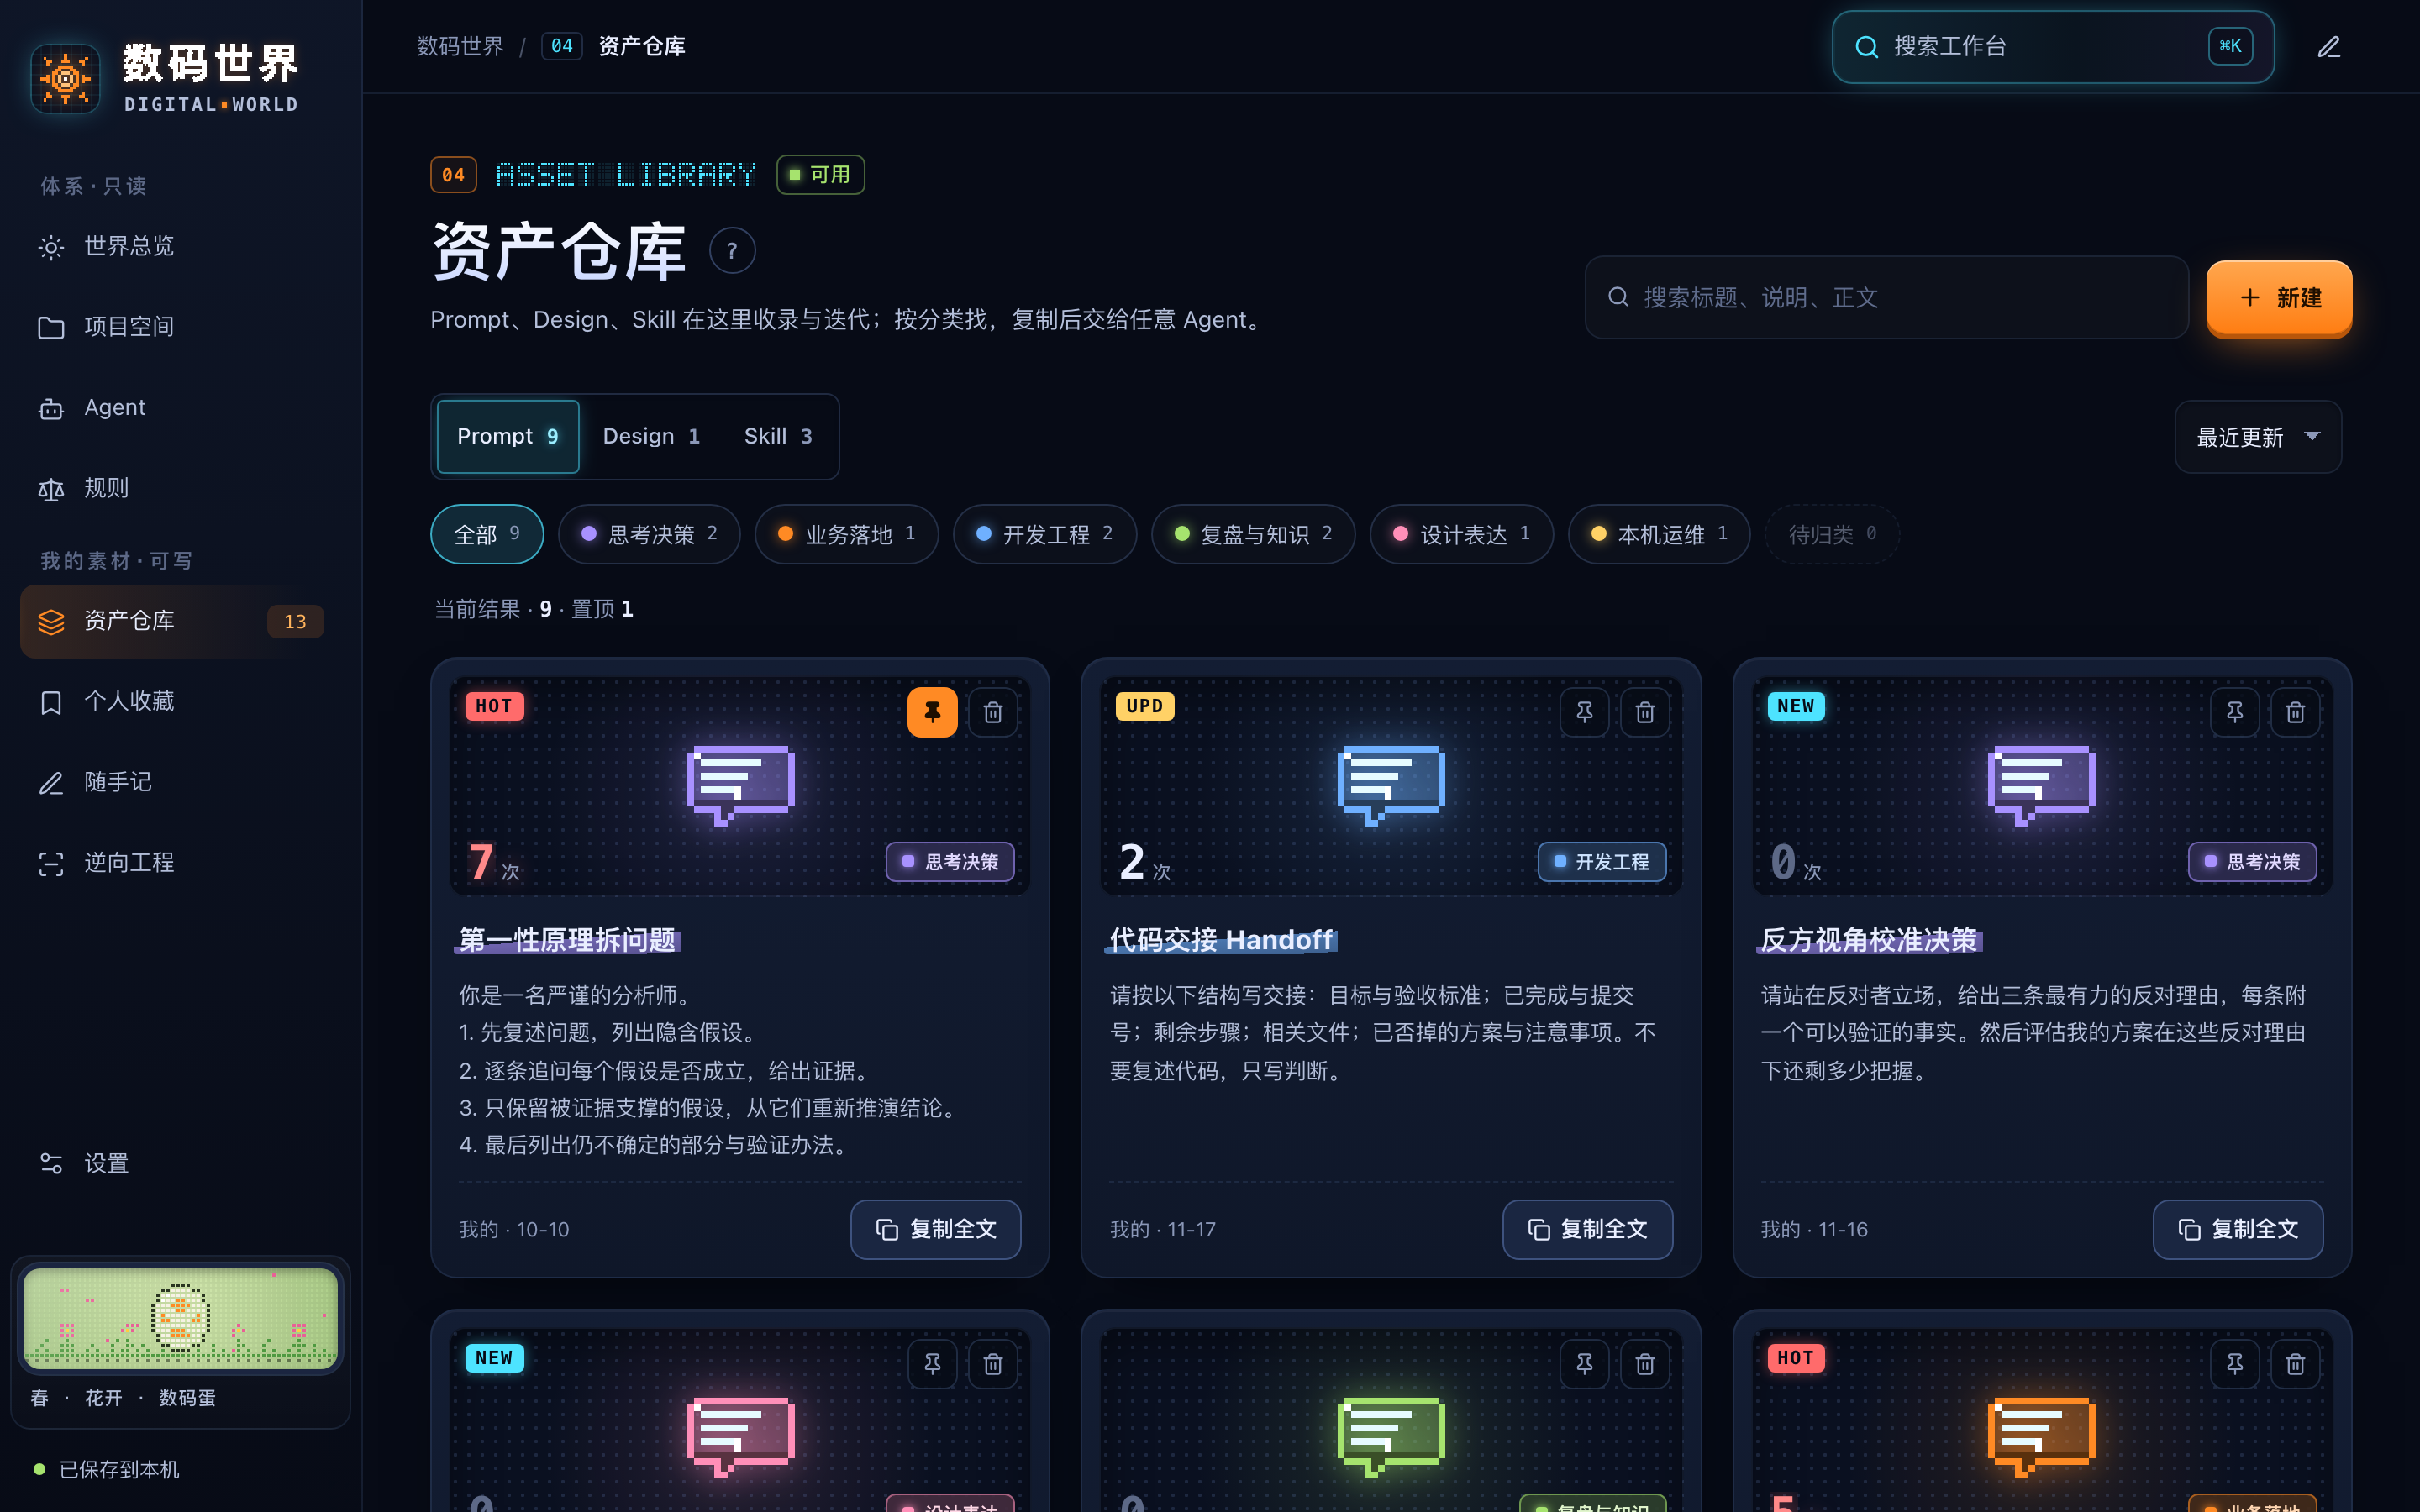 数码世界
DIGITAL·WORLD
体系·只读
世界总览
项目空间
Agent
规则
我的素材·可写
资产仓库 13
个人收藏
随手记
逆向工程
设置
春 · 花开 · 数码蛋
已保存到本机
数码世界 / 04 资产仓库
搜索工作台 ⌘K
04 ASSET LIBRARY 可用
资产仓库 ?
Prompt、Design、Skill 在这里收录与迭代；按分类找，复制后交给任意 Agent。
搜索标题、说明、正文
新建
Prompt 9 Design 1 Skill 3
最近更新
全部 9 思考决策 2 业务落地 1 开发工程 2 复盘与知识 2 设计表达 1 本机运维 1 待归类 0
当前结果 · 9 · 置顶 1
HOT
7 次 思考决策
第一性原理拆问题
你是一名严谨的分析师。
1. 先复述问题，列出隐含假设。
2. 逐条追问每个假设是否成立，给出证据。
3. 只保留被证据支撑的假设，从它们重新推演结论。
4. 最后列出仍不确定的部分与验证办法。
我的 · 10-10 复制全文
UPD
2 次 开发工程
代码交接 Handoff
请按以下结构写交接：目标与验收标准；已完成与提交
号；剩余步骤；相关文件；已否掉的方案与注意事项。不
要复述代码，只写判断。
我的 · 11-17 复制全文
NEW
0 次 思考决策
反方视角校准决策
请站在反对者立场，给出三条最有力的反对理由，每条附
一个可以验证的事实。然后评估我的方案在这些反对理由
下还剩多少把握。
我的 · 11-16 复制全文
NEW
0 设计表达
0 复盘与知识
HOT
5 业务落地